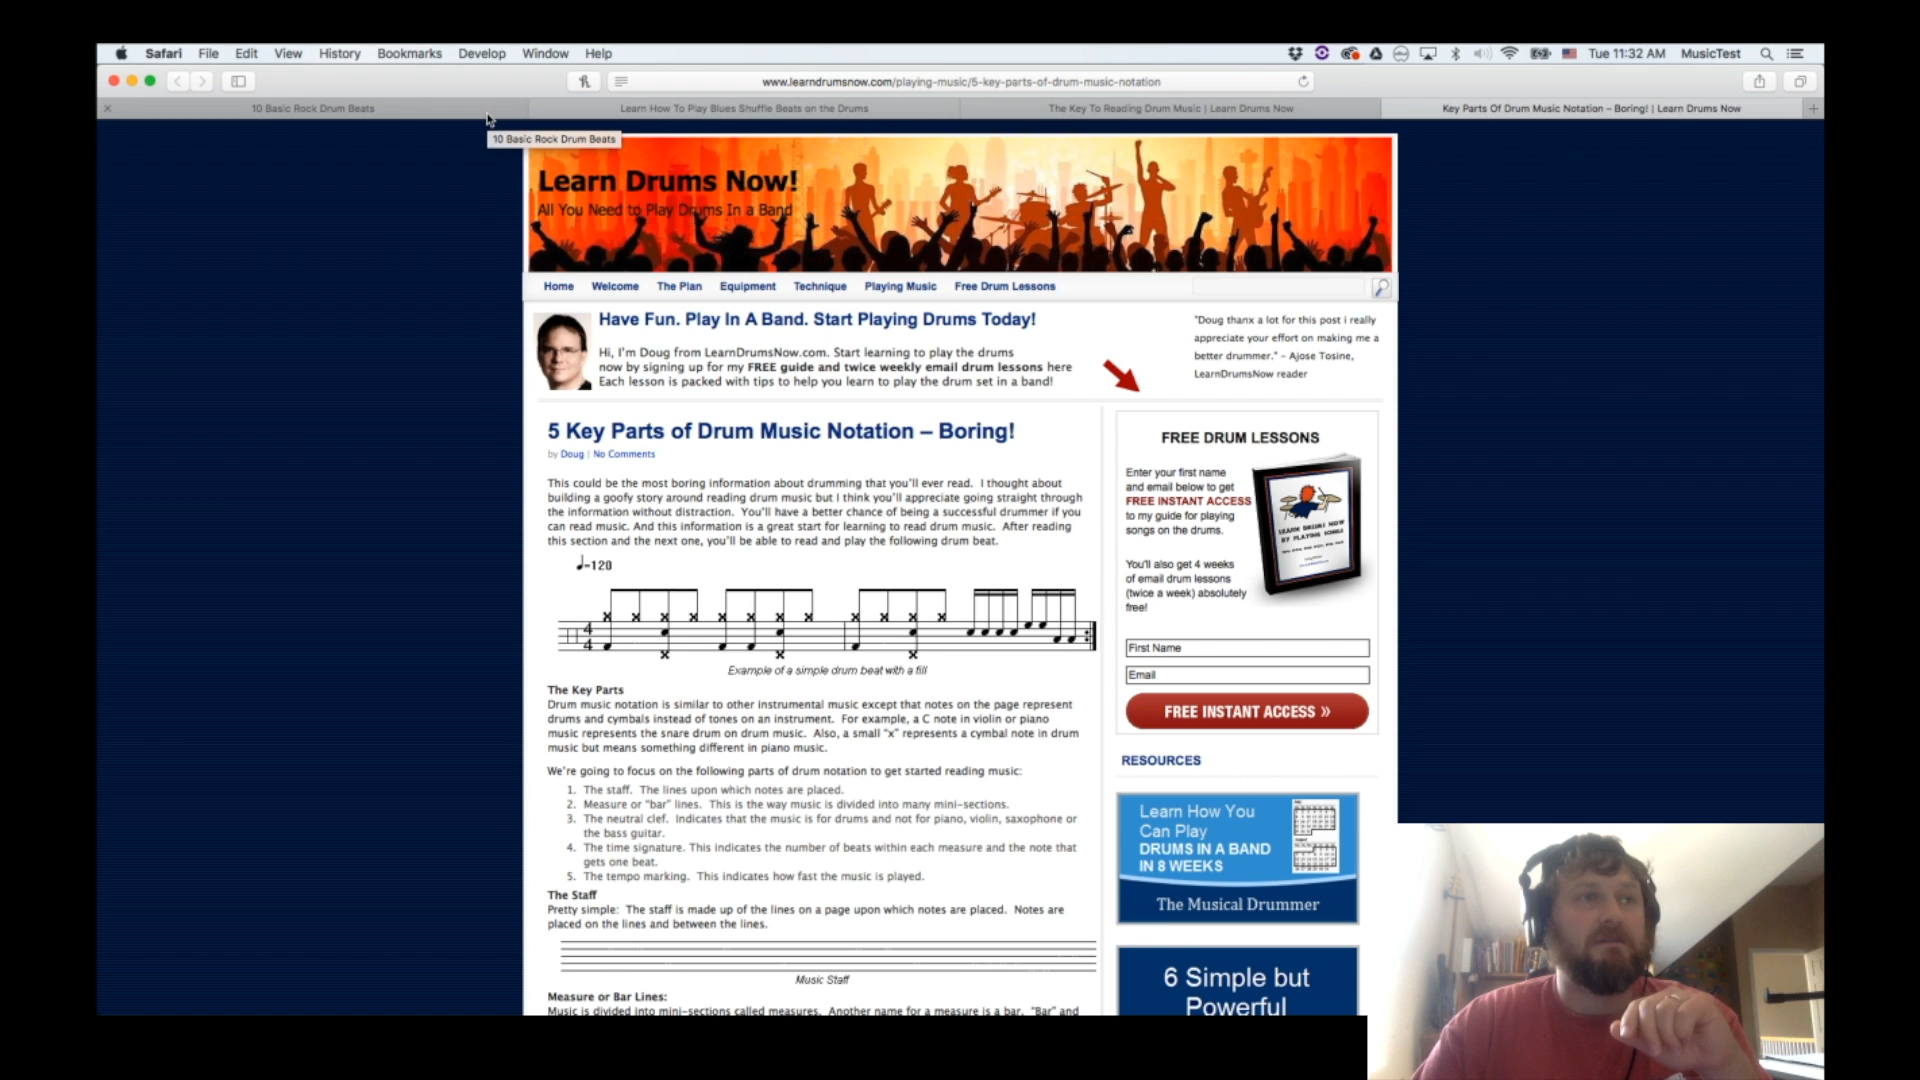 Safari File Edit View History Bookmarks Develop Window Help Tue 11:32 AM MusicTest
www.learndrumsnow.com/playing-music/5-key-parts-of-drum-music-notation
10 Basic Rock Drum Beats
Learn How To Play Blues Shuffle Beats on the Drums
The Key To Reading Drum Music | Learn Drums Now
Key Parts Of Drum Music Notation – Boring! | Learn Drums Now
10 Basic Rock Drum Beats
Learn Drums Now!
All You Need to Play Drums In a Band
Home Welcome The Plan Equipment Technique Playing Music Free Drum Lessons
Have Fun. Play In A Band. Start Playing Drums Today!
Hi, I'm Doug from LearnDrumsNow.com. Start learning to play the drums
now by signing up for my FREE guide and twice weekly email drum lessons here
Each lesson is packed with tips to help you learn to play the drum set in a band!
"Doug thanx a lot for this post i really
appreciate your effort on making me a
better drummer." – Ajose Tosine,
LearnDrumsNow reader
5 Key Parts of Drum Music Notation – Boring!
by Doug | No Comments
This could be the most boring information about drumming that you'll ever read. I thought about
building a goofy story around reading drum music but I think you'll appreciate going straight through
the information without distraction. You'll have a better chance of being a successful drummer if you
can read music. And this information is a great start for learning to read drum music. After reading
this section and the next one, you'll be able to read and play the following drum beat.
♩=120
4
4
Example of a simple drum beat with a fill
The Key Parts
Drum music notation is similar to other instrumental music except that notes on the page represent
drums and cymbals instead of tones on an instrument. For example, a C note in violin or piano
music represents the snare drum on drum music. Also, a small "x" represents a cymbal note in drum
music but means something different in piano music.
We're going to focus on the following parts of drum notation to get started reading music:
1. The staff. The lines upon which notes are placed.
2. Measure or "bar" lines. This is the way music is divided into many mini-sections.
3. The neutral clef. Indicates that the music is for drums and not for piano, violin, saxophone or
the bass guitar.
4. The time signature. This indicates the number of beats within each measure and the note that
gets one beat.
5. The tempo marking. This indicates how fast the music is played.
The Staff
Pretty simple: The staff is made up of the lines on a page upon which notes are placed. Notes are
placed on the lines and between the lines.
Music Staff
Measure or Bar Lines:
Music is divided into mini-sections called measures. Another name for a measure is a bar. "Bar" and
FREE DRUM LESSONS
Enter your first name
and email below to get
FREE INSTANT ACCESS
to my guide for playing
songs on the drums.
You'll also get 4 weeks
of email drum lessons
(twice a week) absolutely
free!
LEARN DRUMS NOW
BY PLAYING SONGS
First Name
Email
FREE INSTANT ACCESS »
RESOURCES
Learn How You
Can Play
DRUMS IN A BAND
IN 8 WEEKS
The Musical Drummer
6 Simple but
Powerful